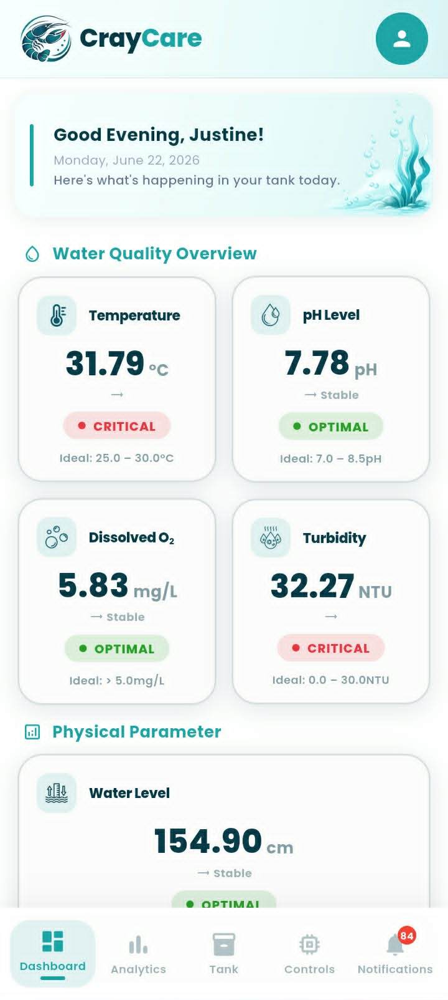 CrayCare
Good Evening, Justine!
Monday, June 22, 2026
Here's what's happening in your tank today.
Water Quality Overview
Temperature
31.79 °C
→
CRITICAL
Ideal: 25.0 – 30.0°C
pH Level
7.78 pH
→ Stable
OPTIMAL
Ideal: 7.0 – 8.5pH
Dissolved O₂
5.83 mg/L
→ Stable
OPTIMAL
Ideal: > 5.0mg/L
Turbidity
32.27 NTU
→
CRITICAL
Ideal: 0.0 – 30.0NTU
Physical Parameter
Water Level
154.90 cm
→ Stable
OPTIMAL
Dashboard
Analytics
Tank
Controls
84
Notifications